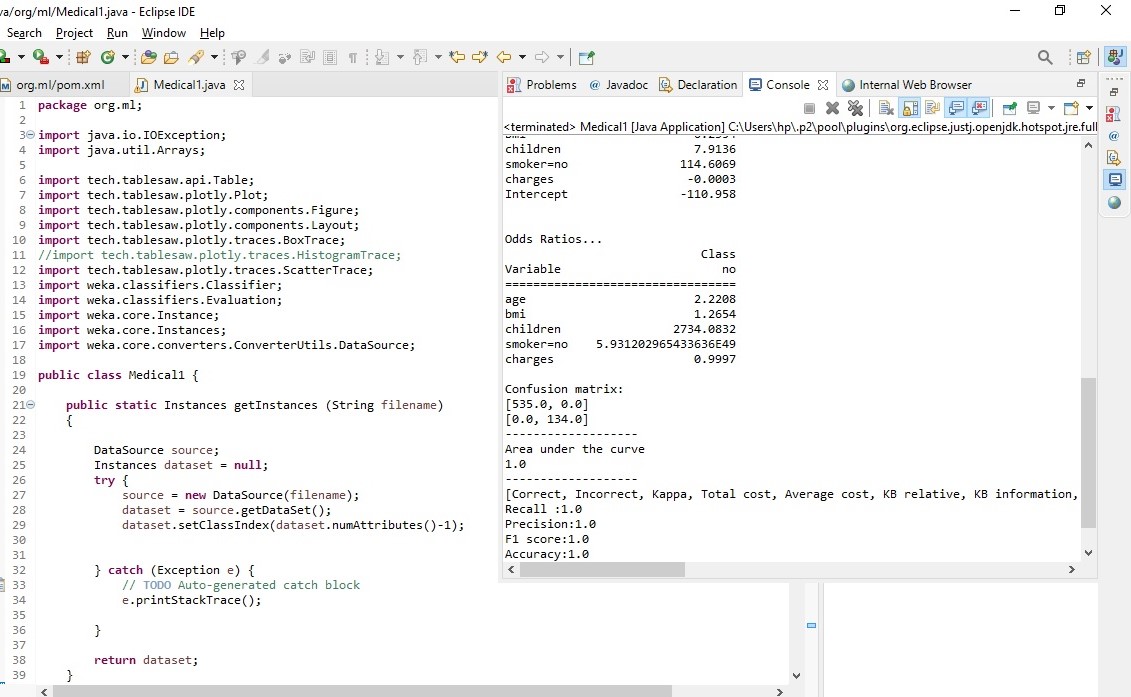 va/org/ml/Medical1.java - Eclipse IDE
Search Project Run Window Help
org.ml/pom.xml Medical1.java
1 package org.ml;
2
3 import java.io.IOException;
4 import java.util.Arrays;
5
6 import tech.tablesaw.api.Table;
7 import tech.tablesaw.plotly.Plot;
8 import tech.tablesaw.plotly.components.Figure;
9 import tech.tablesaw.plotly.components.Layout;
10 import tech.tablesaw.plotly.traces.BoxTrace;
11 //import tech.tablesaw.plotly.traces.HistogramTrace;
12 import tech.tablesaw.plotly.traces.ScatterTrace;
13 import weka.classifiers.Classifier;
14 import weka.classifiers.Evaluation;
15 import weka.core.Instance;
16 import weka.core.Instances;
17 import weka.core.converters.ConverterUtils.DataSource;
18
19 public class Medical1 {
20
21 public static Instances getInstances (String filename)
22 {
23
24 DataSource source;
25 Instances dataset = null;
26 try {
27 source = new DataSource(filename);
28 dataset = source.getDataSet();
29 dataset.setClassIndex(dataset.numAttributes()-1);
30
31
32 } catch (Exception e) {
33 // TODO Auto-generated catch block
34 e.printStackTrace();
35
36 }
37
38 return dataset;
39 }
Problems @ Javadoc Declaration Console Internal Web Browser
<terminated> Medical1 [Java Application] C:\Users\hp\.p2\pool\plugins\org.eclipse.justj.openjdk.hotspot.jre.full
children 7.9136
smoker=no 114.6069
charges -0.0003
Intercept -110.958
Odds Ratios...
Class
Variable no
=================================
age 2.2208
bmi 1.2654
children 2734.0832
smoker=no 5.931202965433636E49
charges 0.9997
Confusion matrix:
[535.0, 0.0]
[0.0, 134.0]
-------------------
Area under the curve
1.0
-------------------
[Correct, Incorrect, Kappa, Total cost, Average cost, KB relative, KB information,
Recall :1.0
Precision:1.0
F1 score:1.0
Accuracy:1.0